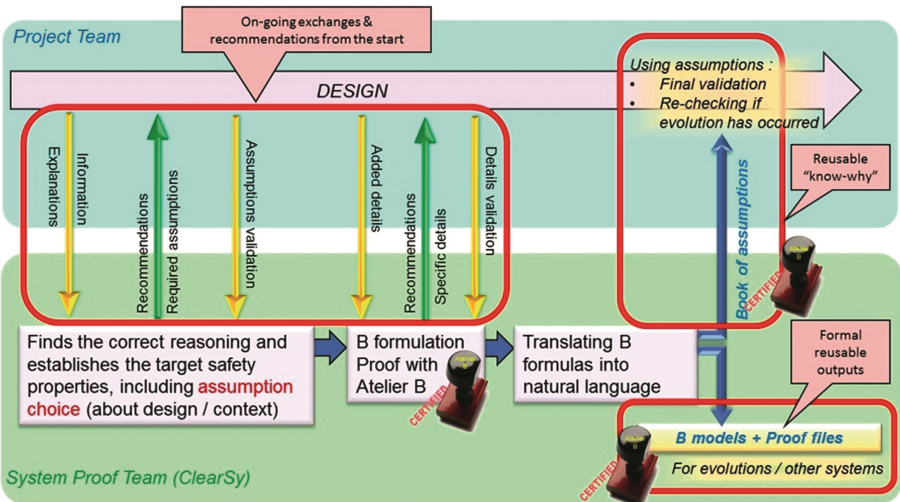 On-going exchanges &
recommendations from the start
Project Team
DESIGN
Using assumptions :
• Final validation
• Re-checking if
evolution has occurred
Reusable
“know-why”
Information
Explanations
Recommendations
Required assumptions
Assumptions validation
Added details
Recommendations
Specific details
Details validation
Book of assumptions
CERTIFIED
Finds the correct reasoning and
establishes the target safety
properties, including assumption
choice (about design / context)
B formulation
Proof with
Atelier B
CERTIFIED
Translating B
formulas into
natural language
Formal
reusable
outputs
B models + Proof files
For evolutions / other systems
CERTIFIED
System Proof Team (ClearSy)